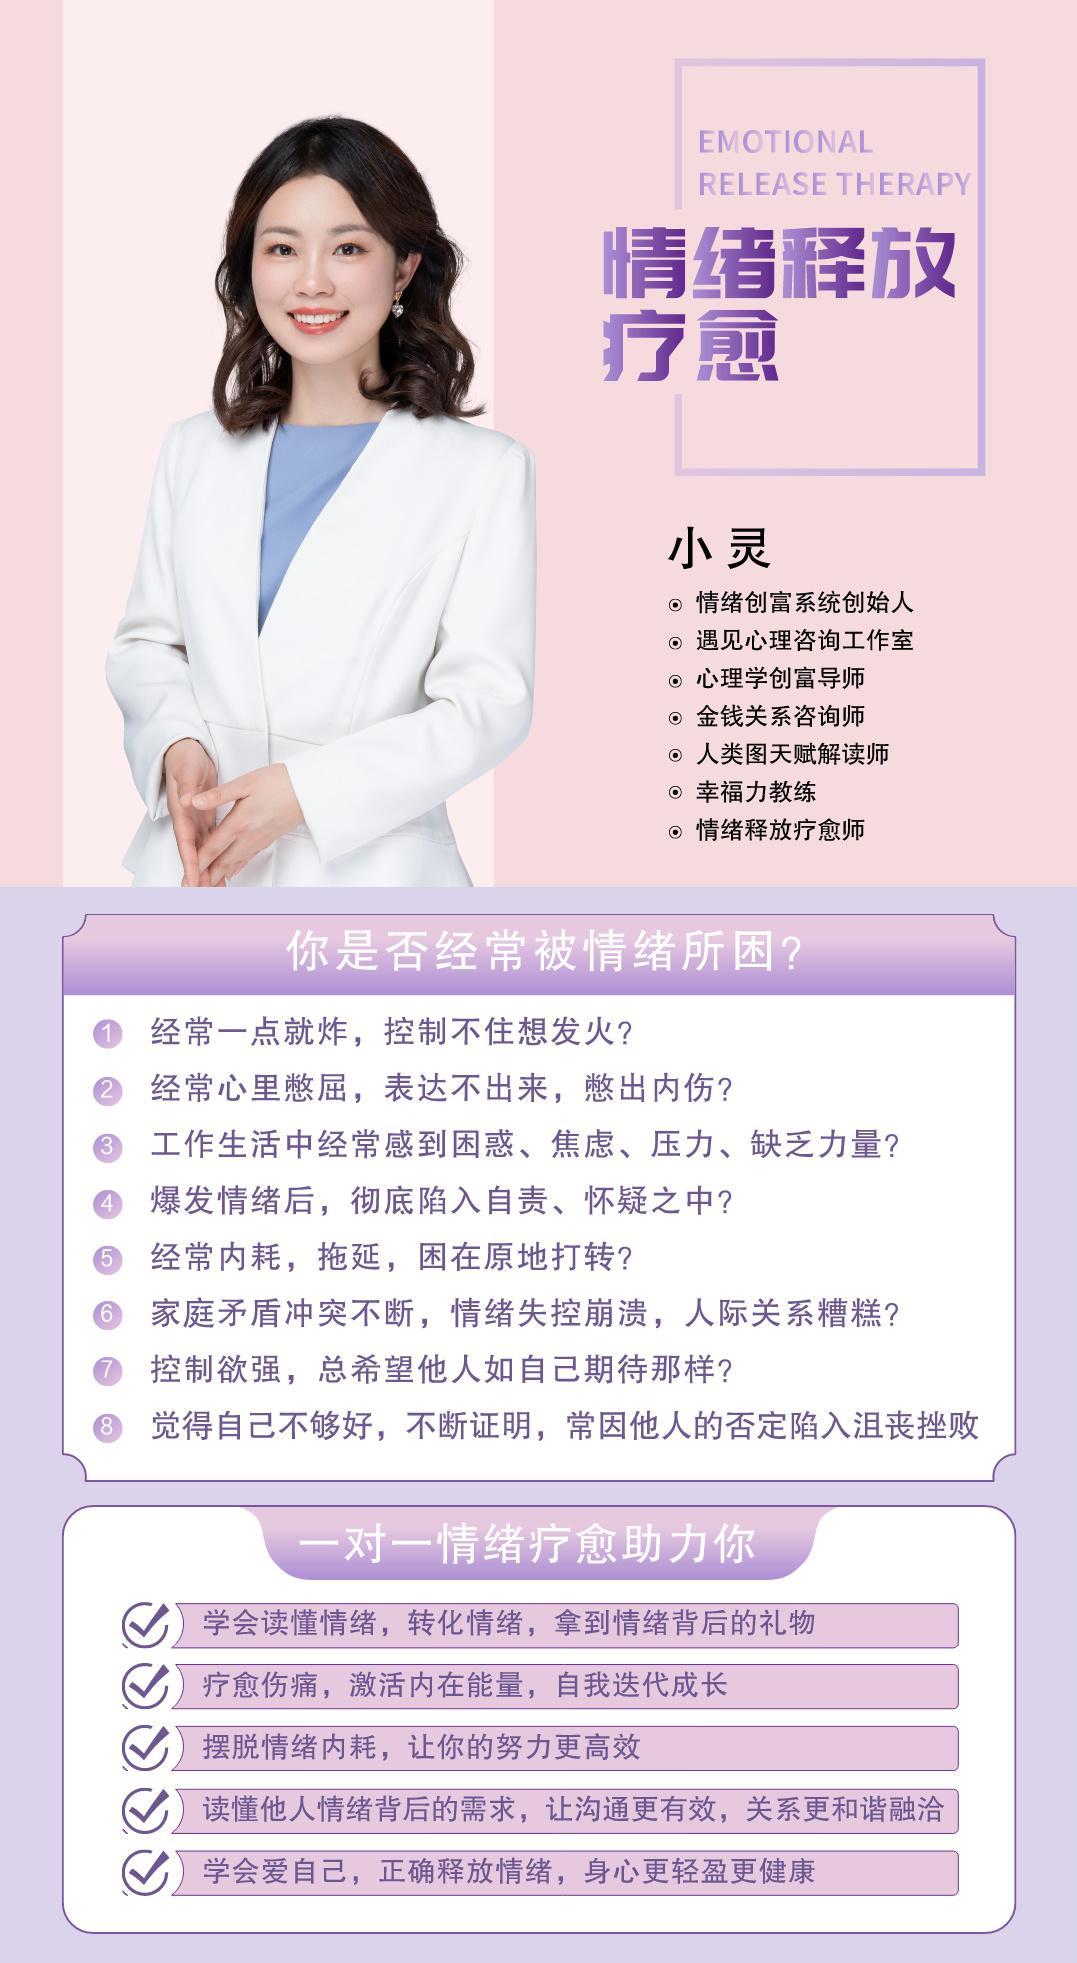 EMOTIONAL
RELEASE THERAPY
情绪释放
疗愈
小灵
情绪创富系统创始人
遇见心理咨询工作室
心理学创富导师
金钱关系咨询师
人类图天赋解读师
幸福力教练
情绪释放疗愈师
你是否经常被情绪所困?
1 经常一点就炸，控制不住想发火?
2 经常心里憋屈，表达不出来，憋出内伤?
3 工作生活中经常感到困惑、焦虑、压力、缺乏力量?
4 爆发情绪后，彻底陷入自责、怀疑之中?
5 经常内耗，拖延，困在原地打转?
6 家庭矛盾冲突不断，情绪失控崩溃，人际关系糟糕?
7 控制欲强，总希望他人如自己期待那样?
8 觉得自己不够好，不断证明，常因他人的否定陷入沮丧挫败
一对一情绪疗愈助力你
学会读懂情绪，转化情绪，拿到情绪背后的礼物
疗愈伤痛，激活内在能量，自我迭代成长
摆脱情绪内耗，让你的努力更高效
读懂他人情绪背后的需求，让沟通更有效，关系更和谐融洽
学会爱自己，正确释放情绪，身心更轻盈更健康